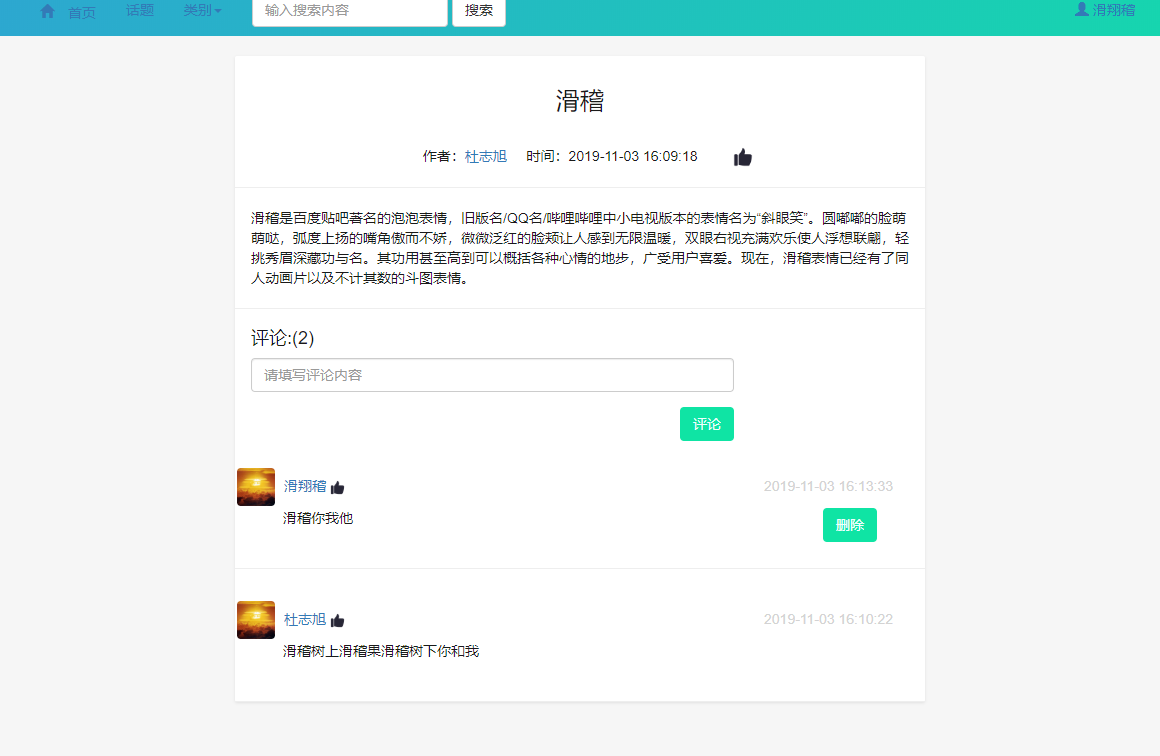 首页 话题 类别 输入搜索内容 搜索 滑翔稽
滑稽
作者：杜志旭 时间：2019-11-03 16:09:18
滑稽是百度贴吧著名的泡泡表情，旧版名/QQ名/哔哩哔哩中小电视版本的表情名为“斜眼笑”。圆嘟嘟的脸萌
萌哒，弧度上扬的嘴角傲而不娇，微微泛红的脸颊让人感到无限温暖，双眼右视充满欢乐使人浮想联翩，轻
挑秀眉深藏功与名。其功用甚至高到可以概括各种心情的地步，广受用户喜爱。现在，滑稽表情已经有了同
人动画片以及不计其数的斗图表情。
评论:(2)
请填写评论内容
评论
滑翔稽 2019-11-03 16:13:33
滑稽你我他
删除
杜志旭 2019-11-03 16:10:22
滑稽树上滑稽果滑稽树下你和我